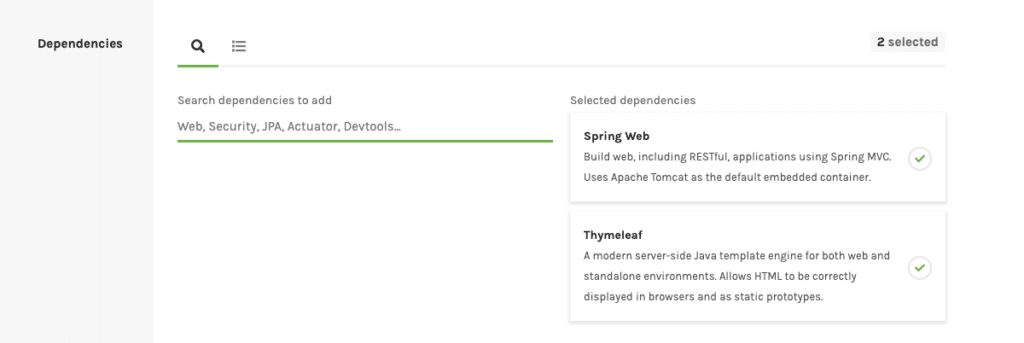 Dependencies
2 selected
Search dependencies to add
Web, Security, JPA, Actuator, Devtools...
Selected dependencies
Spring Web
Build web, including RESTful, applications using Spring MVC.
Uses Apache Tomcat as the default embedded container.
Thymeleaf
A modern server-side Java template engine for both web and
standalone environments. Allows HTML to be correctly
displayed in browsers and as static prototypes.